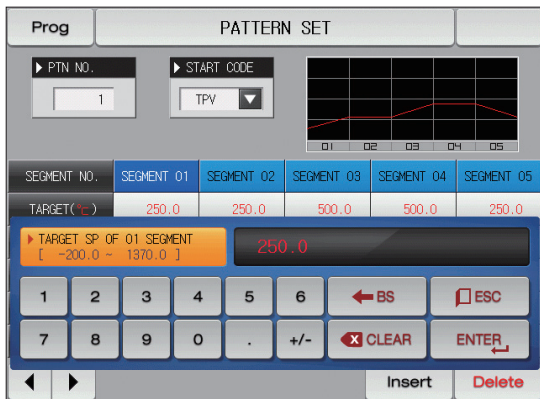 Prog PATTERN SET
▶ PTN NO. ▶ START CODE
1 TPV
01 02 03 04 05
SEGMENT NO. SEGMENT 01 SEGMENT 02 SEGMENT 03 SEGMENT 04 SEGMENT 05
TARGET(℃) 250.0 250.0 500.0 500.0 250.0
▶ TARGET SP OF 01 SEGMENT
[ -200.0 ~ 1370.0 ]
250.0
1 2 3 4 5 6 BS ESC
7 8 9 0 . +/- CLEAR ENTER
Insert Delete